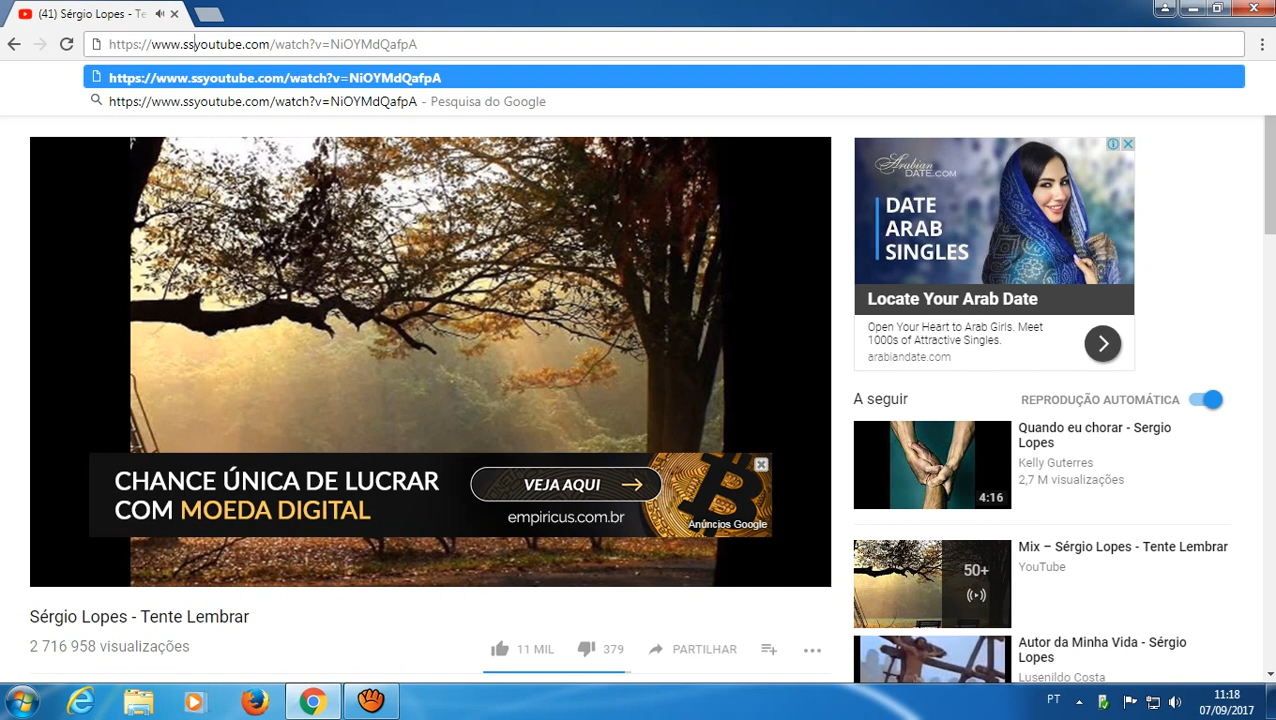 (41) Sérgio Lopes - Te
https://www.ssyoutube.com/watch?v=NiOYMdQafpA
https://www.ssyoutube.com/watch?v=NiOYMdQafpA
https://www.ssyoutube.com/watch?v=NiOYMdQafpA - Pesquisa do Google
CHANCE ÚNICA DE LUCRAR
COM MOEDA DIGITAL
VEJA AQUI
empiricus.com.br
Anúncios Google
Sérgio Lopes - Tente Lembrar
2 716 958 visualizações
11 MIL
379
PARTILHAR
Arabian
DATE.COM
DATE
ARAB
SINGLES
Locate Your Arab Date
Open Your Heart to Arab Girls. Meet
1000s of Attractive Singles.
arabiandate.com
A seguir
REPRODUÇÃO AUTOMÁTICA
4:16
Quando eu chorar - Sergio
Lopes
Kelly Guterres
2,7 M visualizações
50+
Mix – Sérgio Lopes - Tente Lembrar
YouTube
Autor da Minha Vida - Sérgio
Lopes
Lusenildo Costa
PT
11:18
07/09/2017